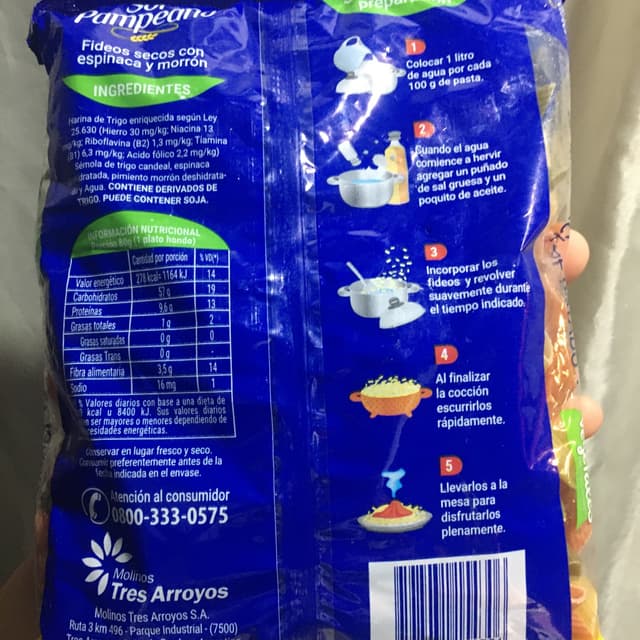 Pampeano
Fideos secos con
espinaca y morrón
INGREDIENTES
Harina de Trigo enriquecida según Ley
25.630 (Hierro 30 mg/kg; Niacina 13
mg/kg; Riboflavina (B2) 1,3 mg/kg; Tiamina
(B1) 6,3 mg/kg; Acido fólico 2,2 mg/kg)
Sémola de trigo candeal, espinaca
dratada, pimiento morrón deshidrata-
y Agua. CONTIENE DERIVADOS DE
TRIGO. PUEDE CONTENER SOJA.
INFORMACIÓN NUTRICIONAL
Porción 80g (1 plato hondo)
Cantidad por porción % VD(*)
Valor energético 278 kcal= 1164 kJ 14
Carbohidratos 57 g 19
Proteínas 9,6 g 13
Grasas totales 1 g 2
Grasas saturadas 0 g 0
Grasas Trans 0 g -
Fibra alimentaria 3,5 g 14
Sodio 16 mg 1
% Valores diarios con base a una dieta de
kcal u 8400 kJ. Sus valores diarios
n ser mayores o menores dependiendo de
esidades energéticas.
Conservar en lugar fresco y seco.
Consumir preferentemente antes de la
fecha indicada en el envase.
Atención al consumidor
0800-333-0575
Molinos
Tres Arroyos
Molinos Tres Arroyos S.A.
Ruta 3 km 496 - Parque Industrial - (7500)
1
Colocar 1 litro
de agua por cada
100 g de pasta.
2
Cuando el agua
comience a hervir
agregar un puñado
de sal gruesa y un
poquito de aceite.
3
Incorporar los
fideos y revolver
suavemente durante
el tiempo indicado.
4
Al finalizar
la cocción
escurrirlos
rápidamente.
5
Llevarlos a la
mesa para
disfrutarlos
plenamente.